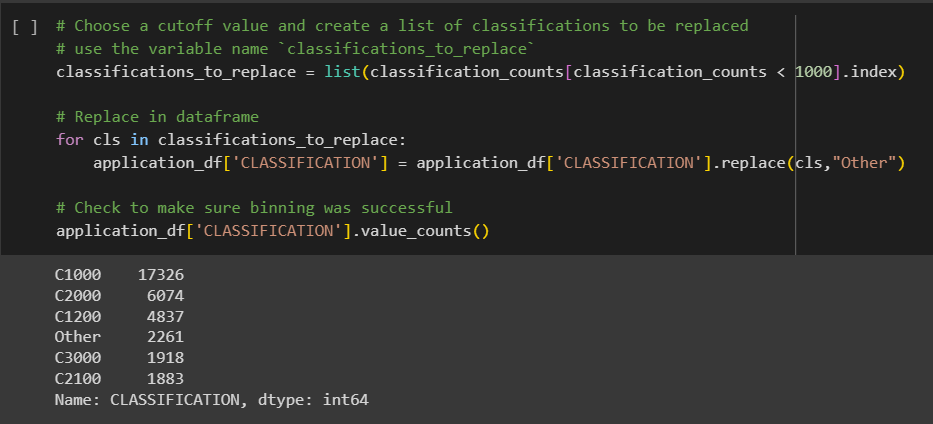 [ ] # Choose a cutoff value and create a list of classifications to be replaced
# use the variable name `classifications_to_replace`
classifications_to_replace = list(classification_counts[classification_counts < 1000].index)
# Replace in dataframe
for cls in classifications_to_replace:
    application_df['CLASSIFICATION'] = application_df['CLASSIFICATION'].replace(cls,"Other")
# Check to make sure binning was successful
application_df['CLASSIFICATION'].value_counts()
C1000    17326
C2000     6074
C1200     4837
Other     2261
C3000     1918
C2100     1883
Name: CLASSIFICATION, dtype: int64